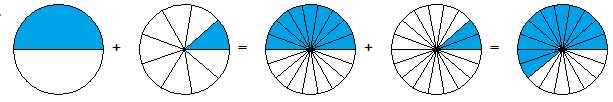 + = + =